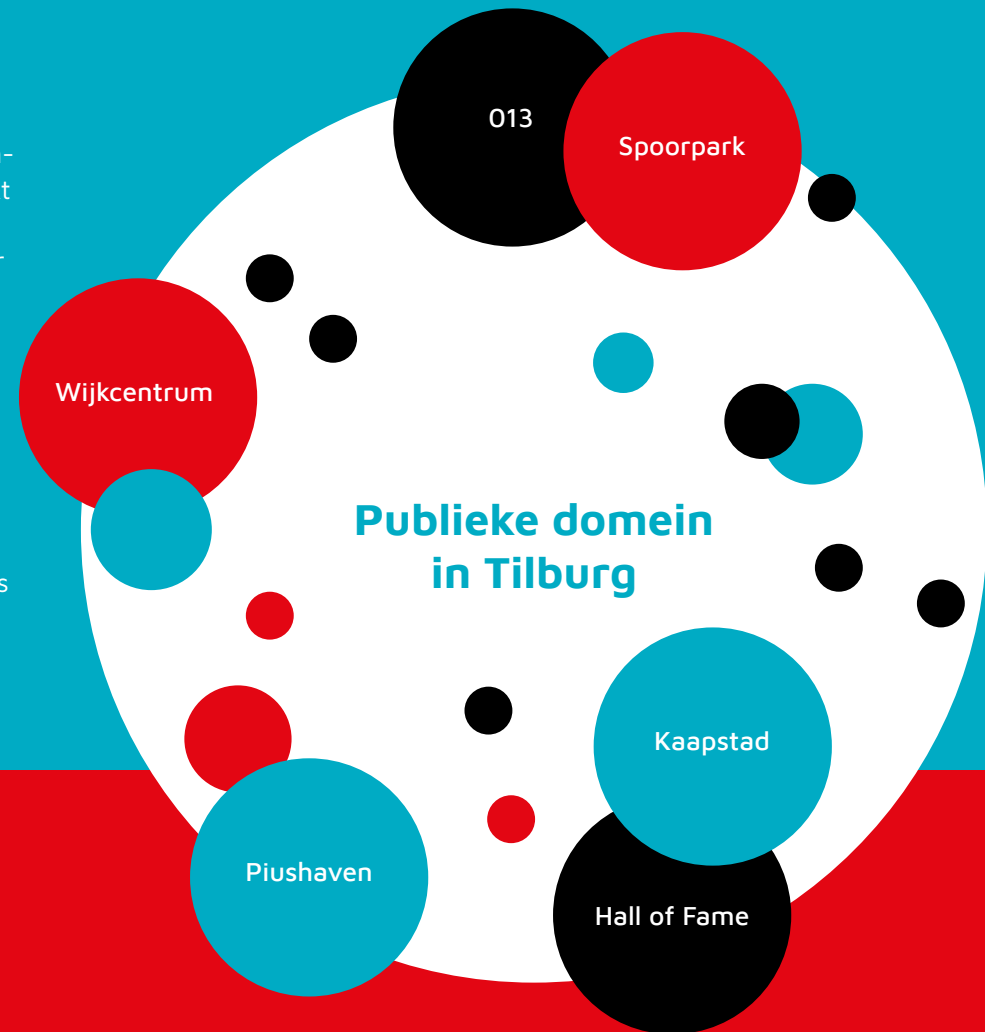 013
Spoorpark
Wijkcentrum
Publieke domein
in Tilburg
Kaapstad
Piushaven
Hall of Fame